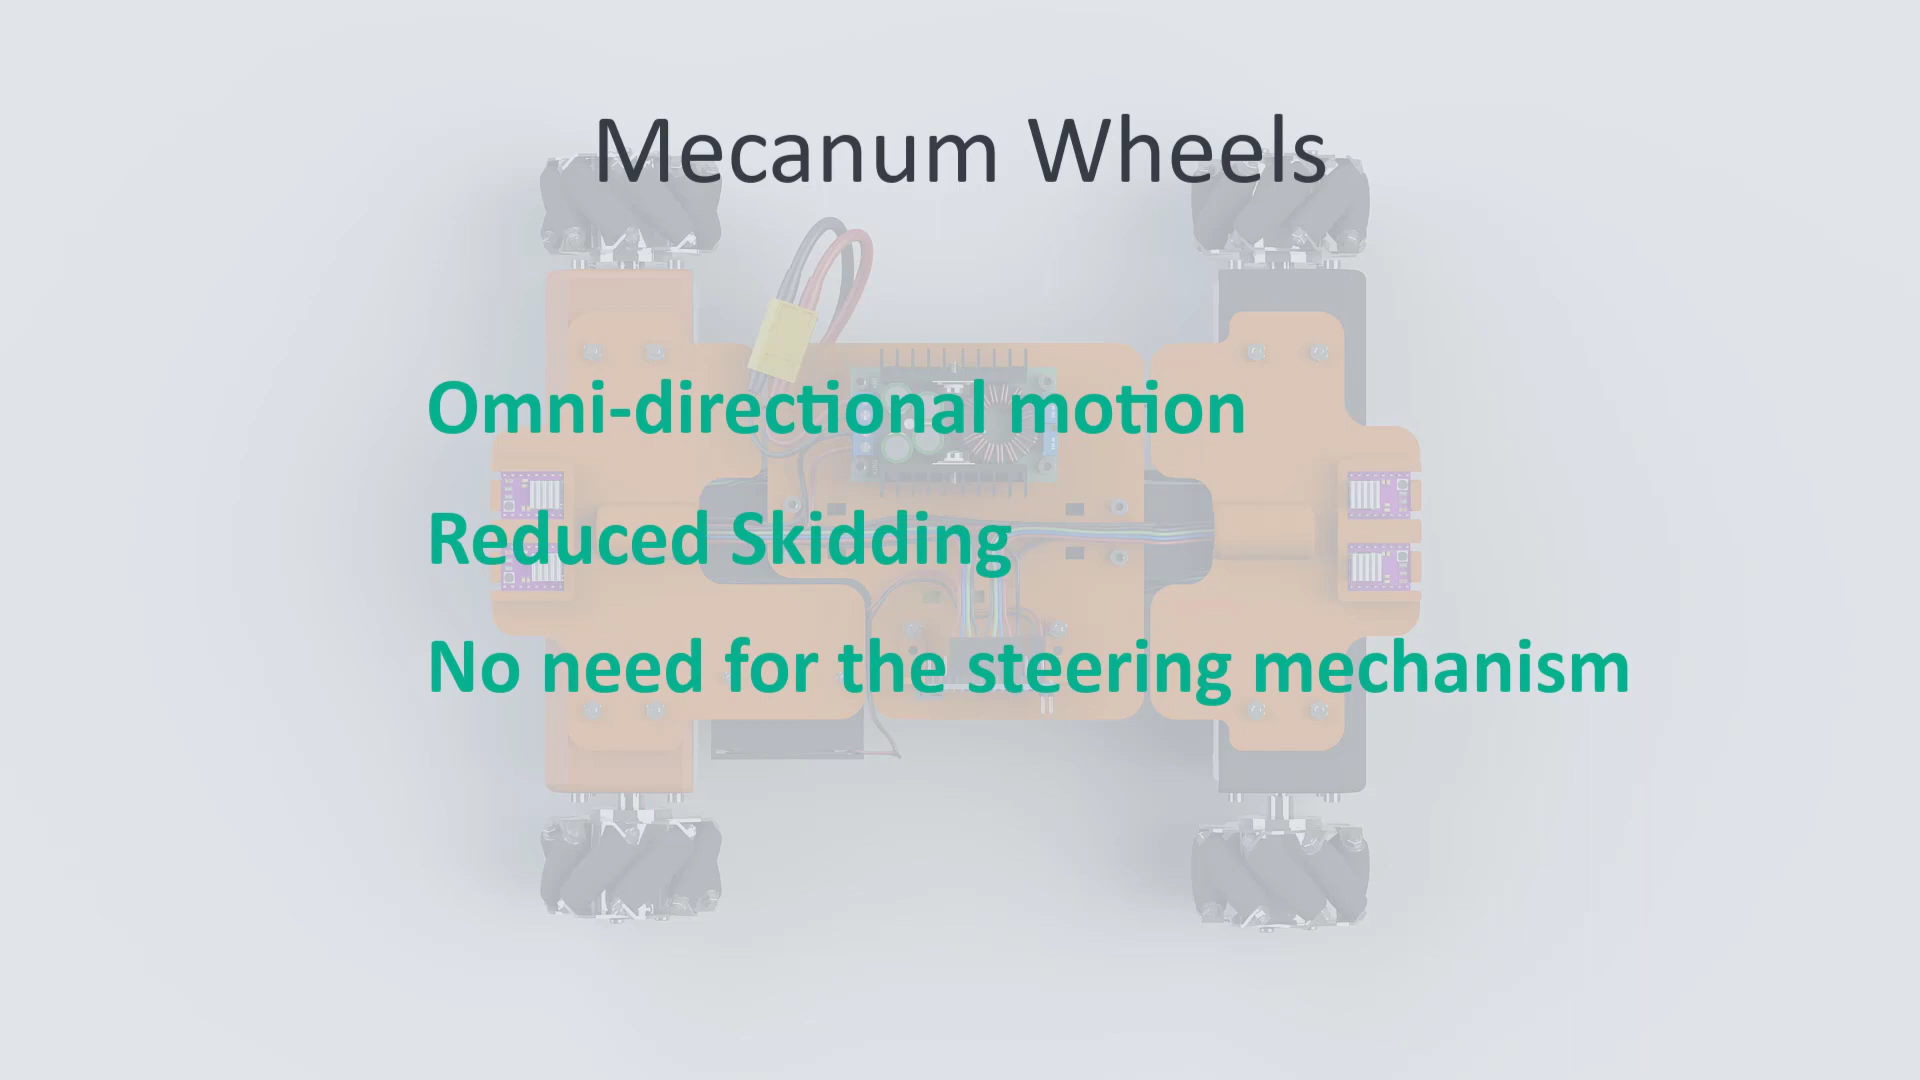 Mecanum Wheels
Omni-directional motion
Reduced Skidding
No need for the steering mechanism